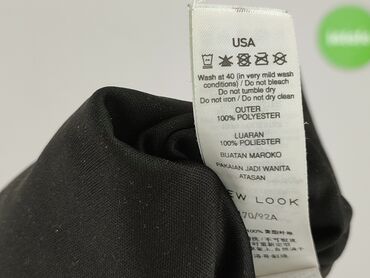 USA
Wash at 40 (in very mild wash
conditions) / Do not bleach
Do not tumble dry
Do not iron / Do not dry clean
OUTER
100% POLYESTER
LUARAN
100% POLIESTER
BUATAN MAROKO
PAKAIAN JADI WANITA
ATASAN
EW LOOK
70/92A